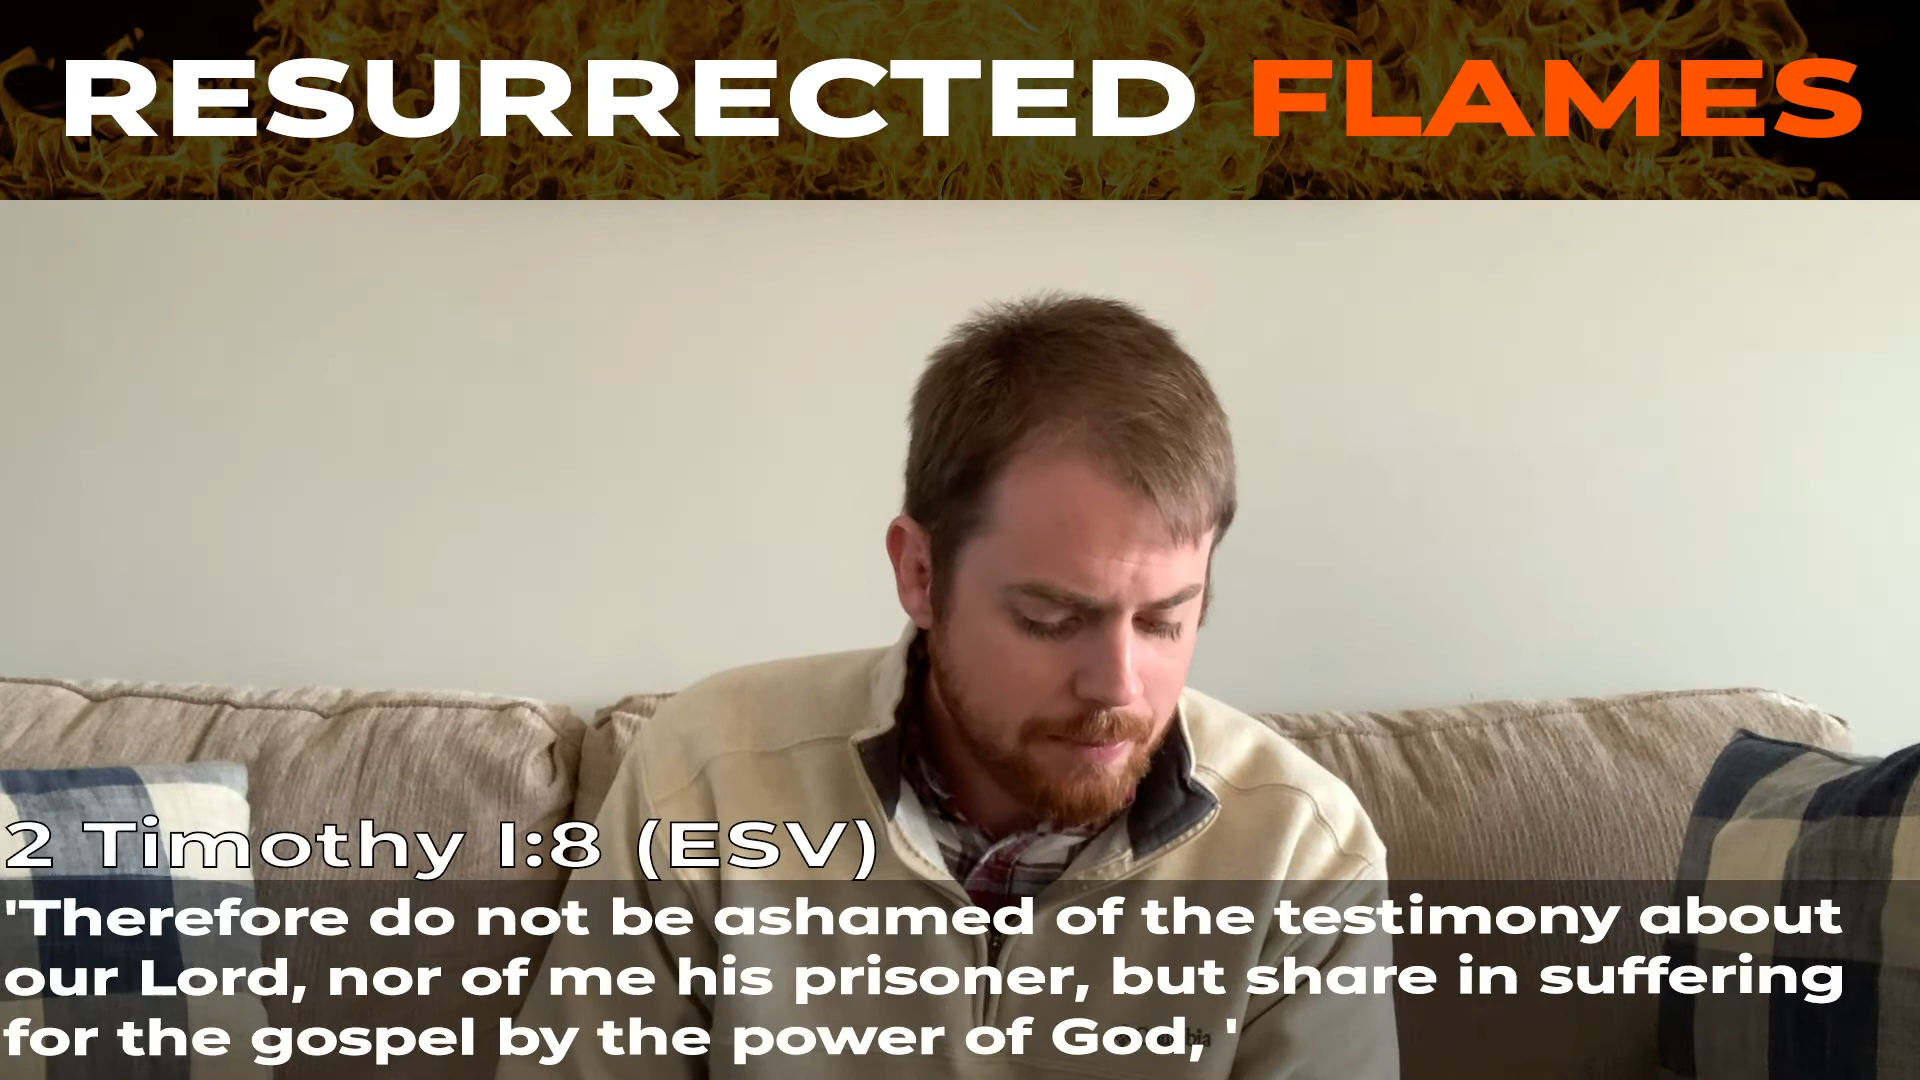 RESURRECTED FLAMES
2 Timothy 1:8 (ESV)
'Therefore do not be ashamed of the testimony about
our Lord, nor of me his prisoner, but share in suffering
for the gospel by the power of God, '